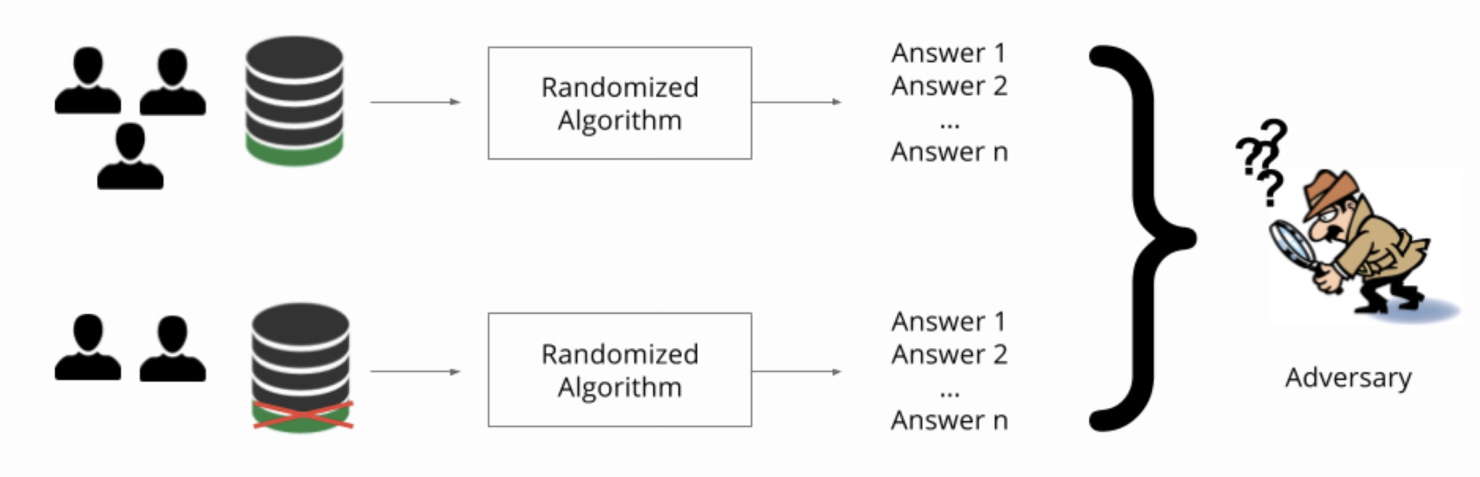 Randomized
Algorithm
Answer 1
Answer 2
...
Answer n
????
Randomized
Algorithm
Answer 1
Answer 2
...
Answer n
Adversary